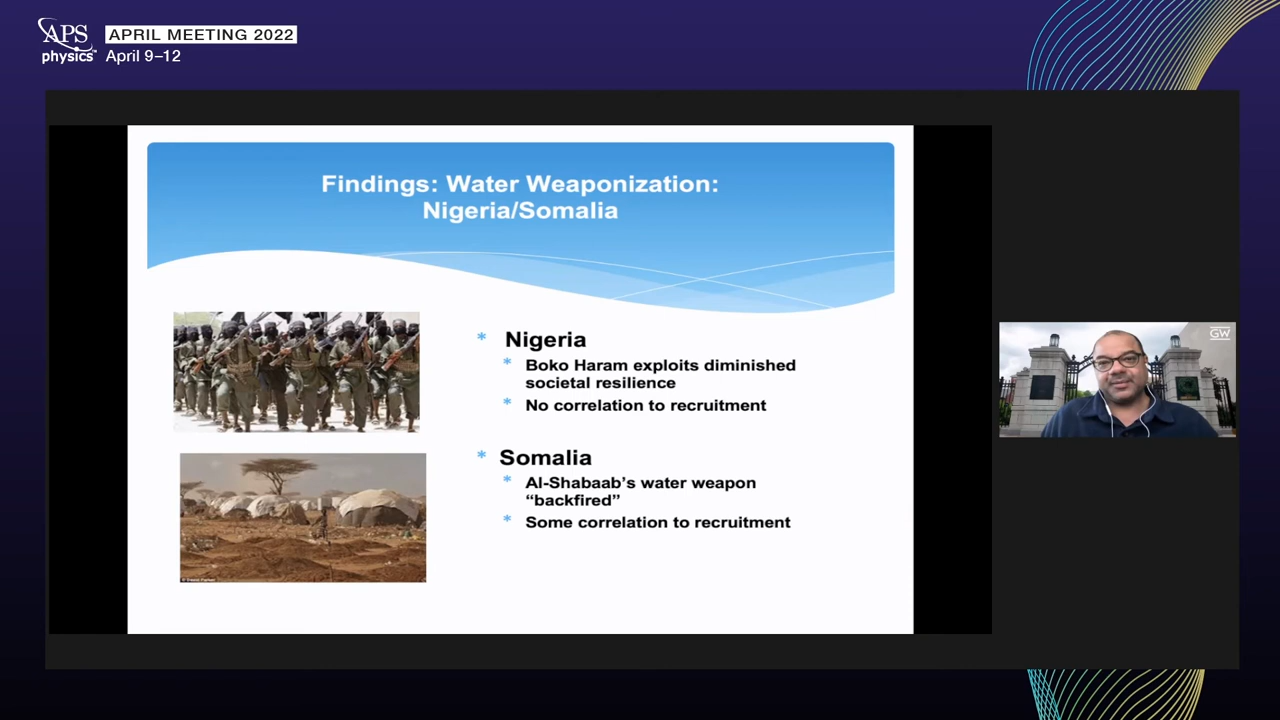 APS
physics
APRIL MEETING 2022
April 9–12
Findings: Water Weaponization:
Nigeria/Somalia
* Nigeria
* Boko Haram exploits diminished
societal resilience
* No correlation to recruitment
* Somalia
* Al-Shabaab’s water weapon
“backfired”
* Some correlation to recruitment
GW